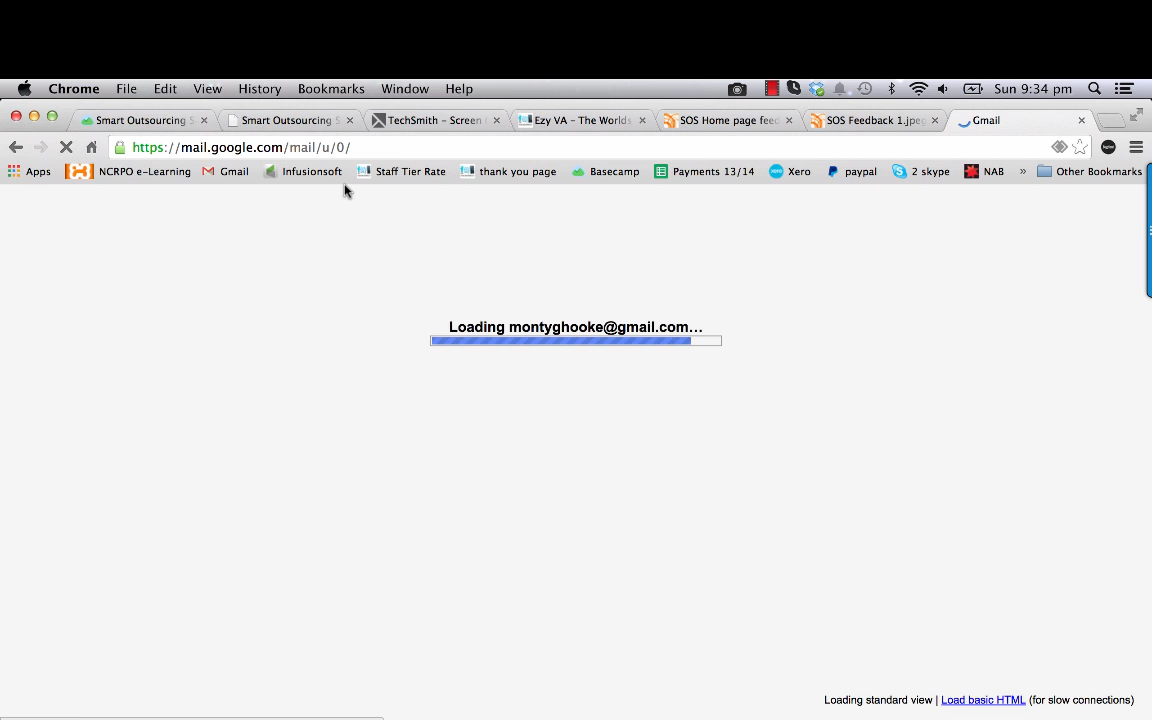 Chrome File Edit View History Bookmarks Window Help Sun 9:34 pm
Smart Outsourcing S Smart Outsourcing S TechSmith – Screen Ezy VA – The Worlds SOS Home page feed SOS Feedback 1.jpeg Gmail
https://mail.google.com/mail/u/0/
Apps NCRPO e-Learning Gmail Infusionsoft Staff Tier Rate thank you page Basecamp Payments 13/14 Xero paypal 2 skype NAB » Other Bookmarks
Loading montyghooke@gmail.com…
Loading standard view | Load basic HTML (for slow connections)